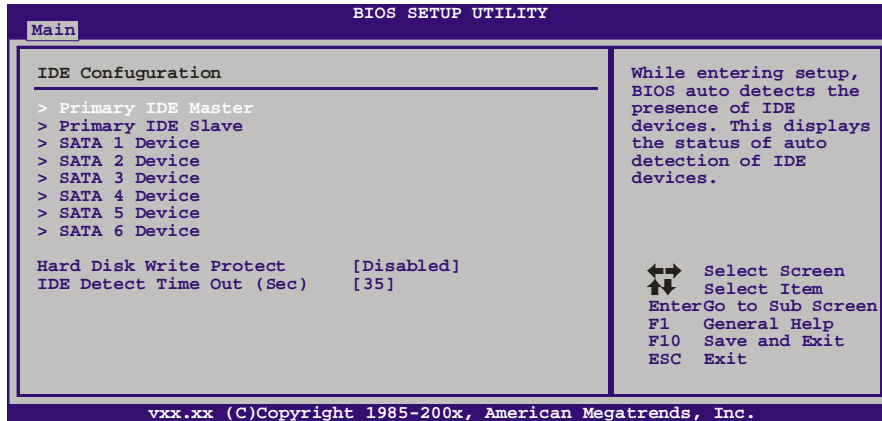 BIOS SETUP UTILITY
Main
IDE Confuguration
> Primary IDE Master
> Primary IDE Slave
> SATA 1 Device
> SATA 2 Device
> SATA 3 Device
> SATA 4 Device
> SATA 5 Device
> SATA 6 Device
Hard Disk Write Protect [Disabled]
IDE Detect Time Out (Sec) [35]
While entering setup,
BIOS auto detects the
presence of IDE
devices. This displays
the status of auto
detection of IDE
devices.
Select Screen
Select Item
EnterGo to Sub Screen
F1 General Help
F10 Save and Exit
ESC Exit
vxx.xx (C)Copyright 1985-200x, American Megatrends, Inc.